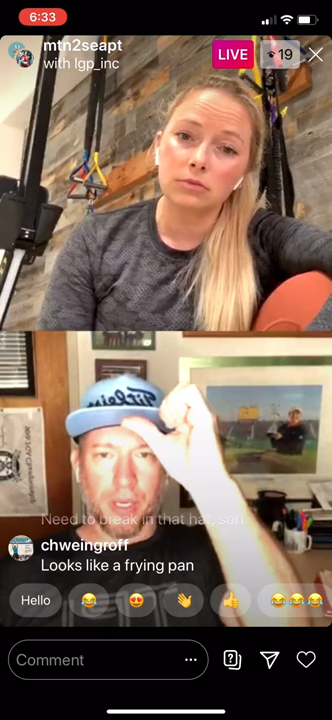 6:33
mtn2seapt
with lgp_inc
LIVE
19
Titleist
Need to break in that hat, son
chweingroff
Looks like a frying pan
Hello
Comment